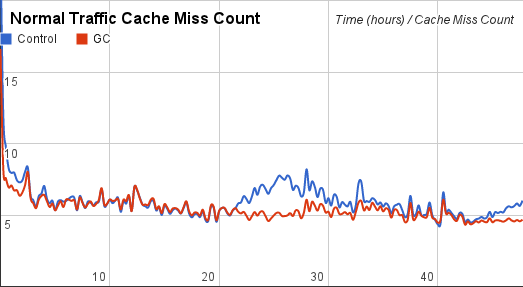 Normal Traffic Cache Miss Count
Time (hours) / Cache Miss Count
Control GC
15
10
5
10 20 30 40